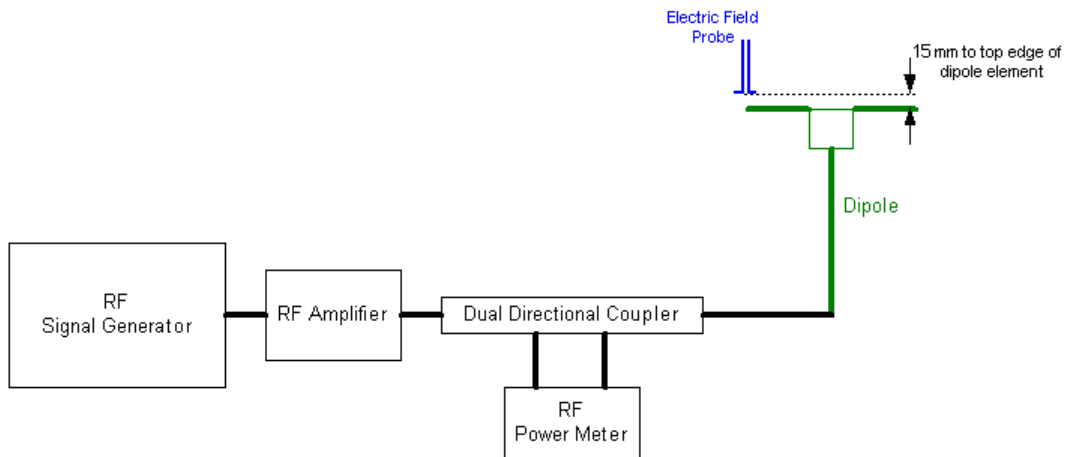 Electric Field
Probe
15 mm to top edge of
dipole element
Dipole
RF
Signal Generator
RF Amplifier
Dual Directional Coupler
RF
Power Meter